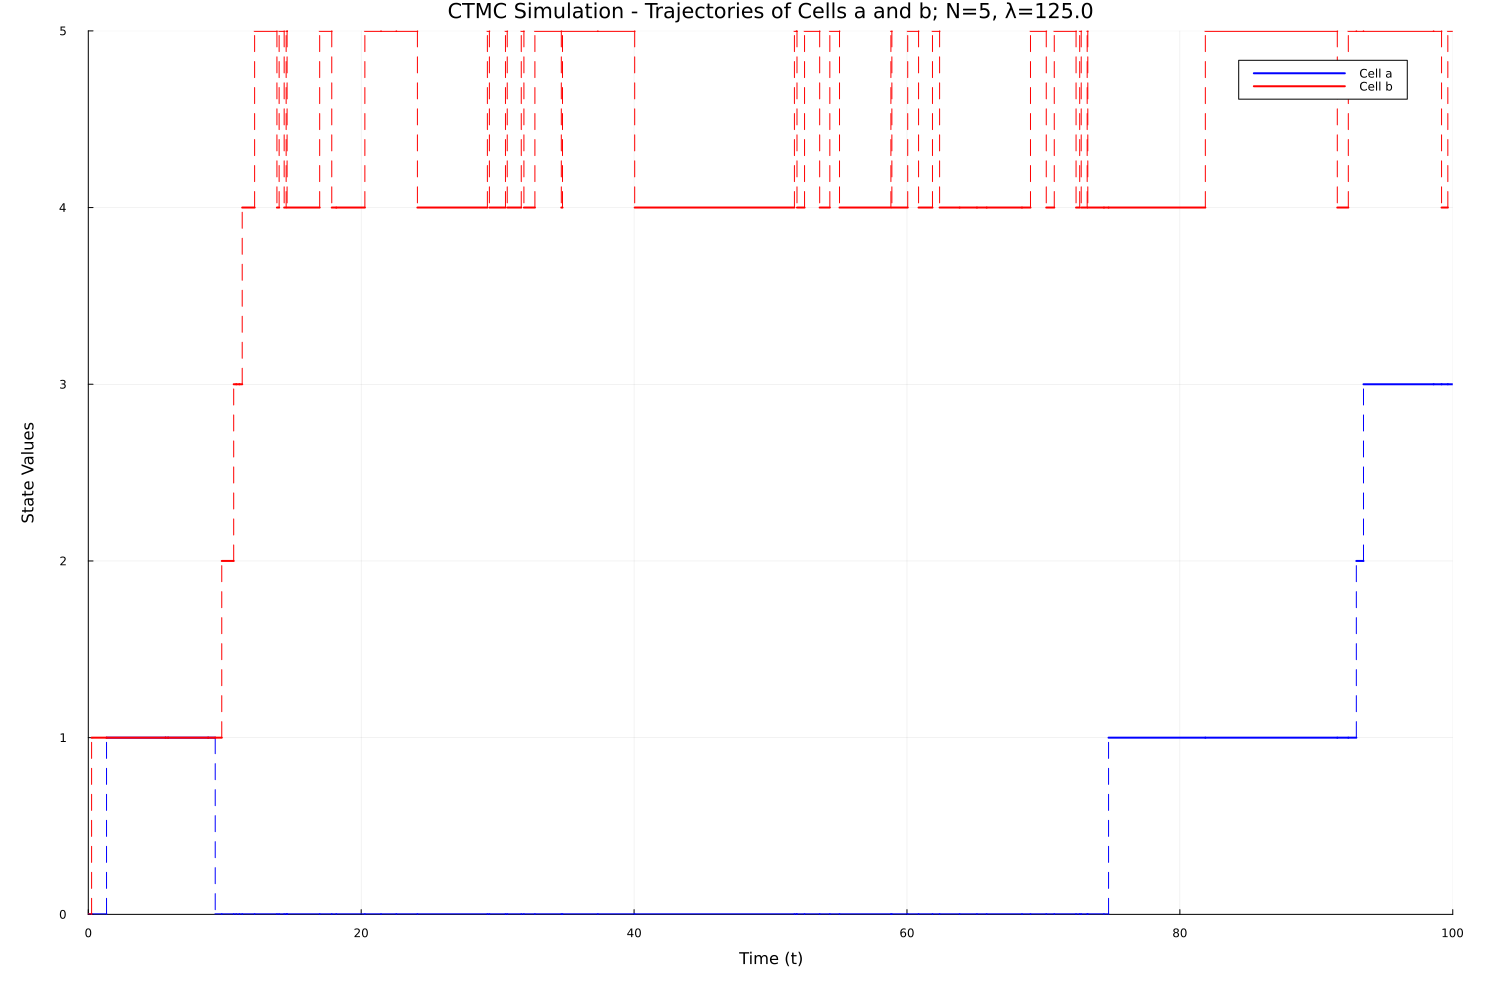 CTMC Simulation - Trajectories of Cells a and b; N=5, λ=125.0
5
Cell a
Cell b
4
3
State Values
2
1
0
0 20 40 60 80 100
Time (t)